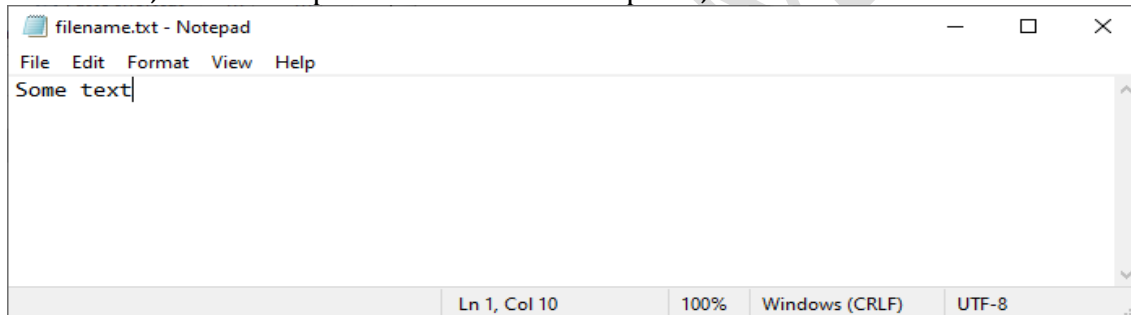 filename.txt - Notepad
File Edit Format View Help
Some text
Ln 1, Col 10 100% Windows (CRLF) UTF-8